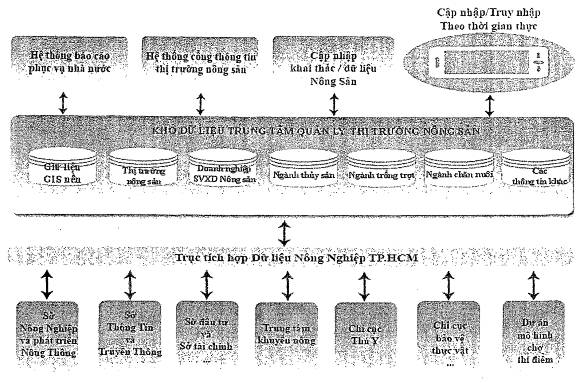 Cập nhập/Truy nhập
Theo thời gian thực
Hệ thống báo cáo
phục vụ nhà nước
Hệ thống cổng thông tin
thị trường nông sản
Cập nhập
khai thác / dữ liệu
Nông Sản
KHO DỮ LIỆU TRUNG TÂM QUẢN LÝ THỊ TRƯỜNG NÔNG SẢN
Dữ liệu
GIS nền
Thị trường
nông sản
Doanh nghiệp
SVXD Nông sản
Ngành thủy sản
Ngành trồng trọt
Ngành chăn nuôi
Các
thông tin khác
Trục tích hợp Dữ liệu Nông Nghiệp TP.HCM
Sở
Nông Nghiệp
và phát triển
Nông Thông
Sở
Thông Tin
và
Truyền Thông
Sở đầu tư
và
Sở tài chính
...
Trung tâm
khuyến nông
Chi cục
Thú Y
Chi cục
bảo vệ
thực vật
...
Dự án
mô hình
chợ
thí điểm